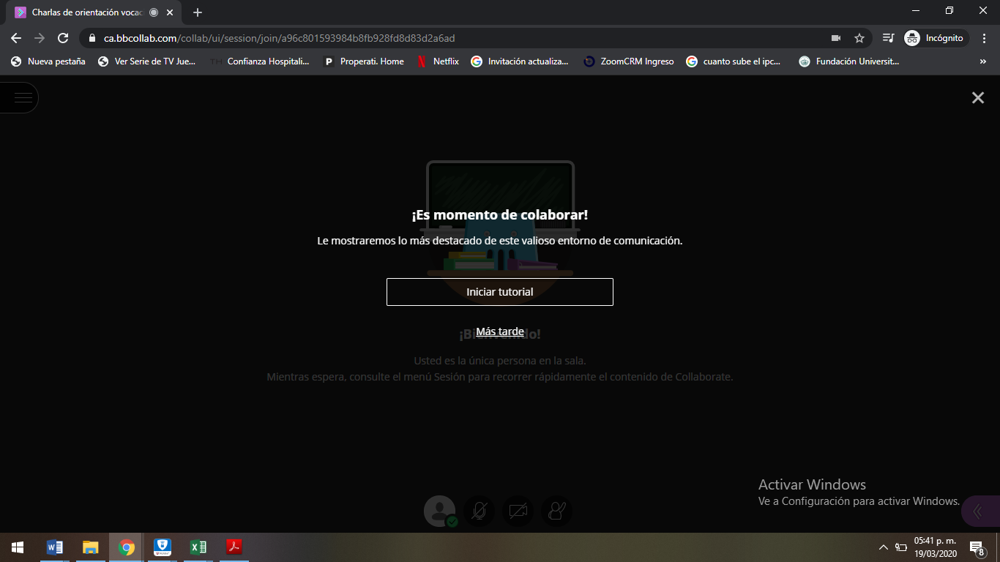 Charlas de orientación vocac
ca.bbcollab.com/collab/ui/session/join/a96c801593984b8fb928fd8d83d2a6ad
Incógnito
Nueva pestaña
Ver Serie de TV Jue...
TH Confianza Hospitali...
P Properati. Home
N Netflix
G Invitación actualiza...
ZoomCRM Ingreso
G cuanto sube el ipc...
Fundación Universit...
»
¡Es momento de colaborar!
Le mostraremos lo más destacado de este valioso entorno de comunicación.
Iniciar tutorial
Más tarde
¡Bienvenido!
Usted es la única persona en la sala.
Mientras espera, consulte el menú Sesión para recorrer rápidamente el contenido de Collaborate.
Activar Windows
Ve a Configuración para activar Windows.
05:41 p. m.
19/03/2020
8